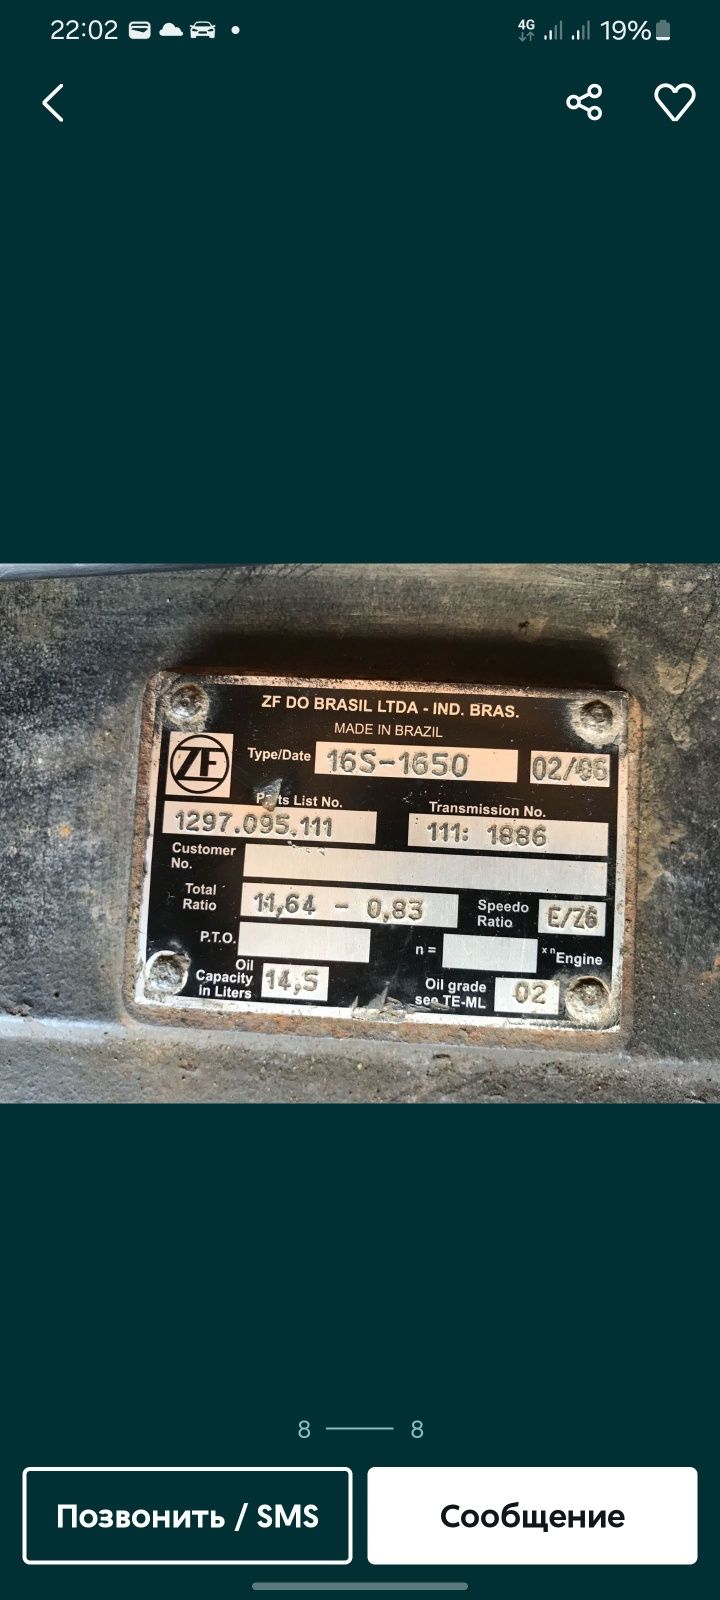 22:02
4G 19%
ZF DO BRASIL LTDA - IND. BRAS.
MADE IN BRAZIL
ZF
Type/Date 16S-1650 02/06
Parts List No. Transmission No.
1297.095.111 111: 1886
Customer No.
Total Ratio 11,64 - 0,83 Speedo Ratio E/Z6
P.T.O. n = x n Engine
Oil Capacity in Liters 14,5 Oil grade see TE-ML 02
8 8
Позвонить / SMS Сообщение